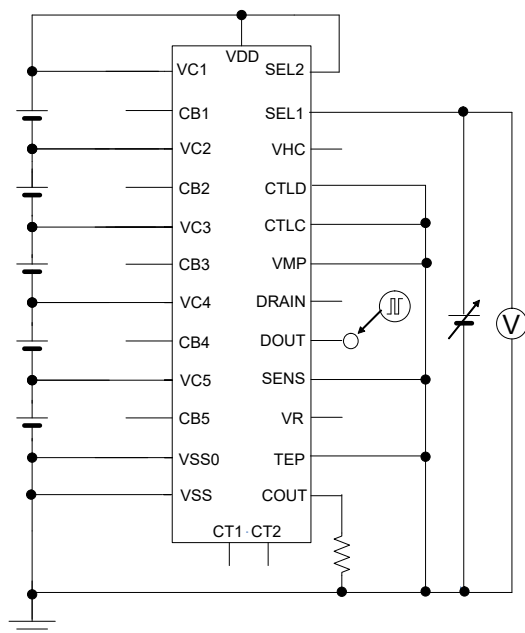 VDD
VC1
SEL2
CB1
SEL1
VC2
VHC
CB2
CTLD
VC3
CTLC
CB3
VMP
VC4
DRAIN
CB4
DOUT
VC5
SENS
CB5
VR
VSS0
TEP
VSS
COUT
CT1
CT2
V